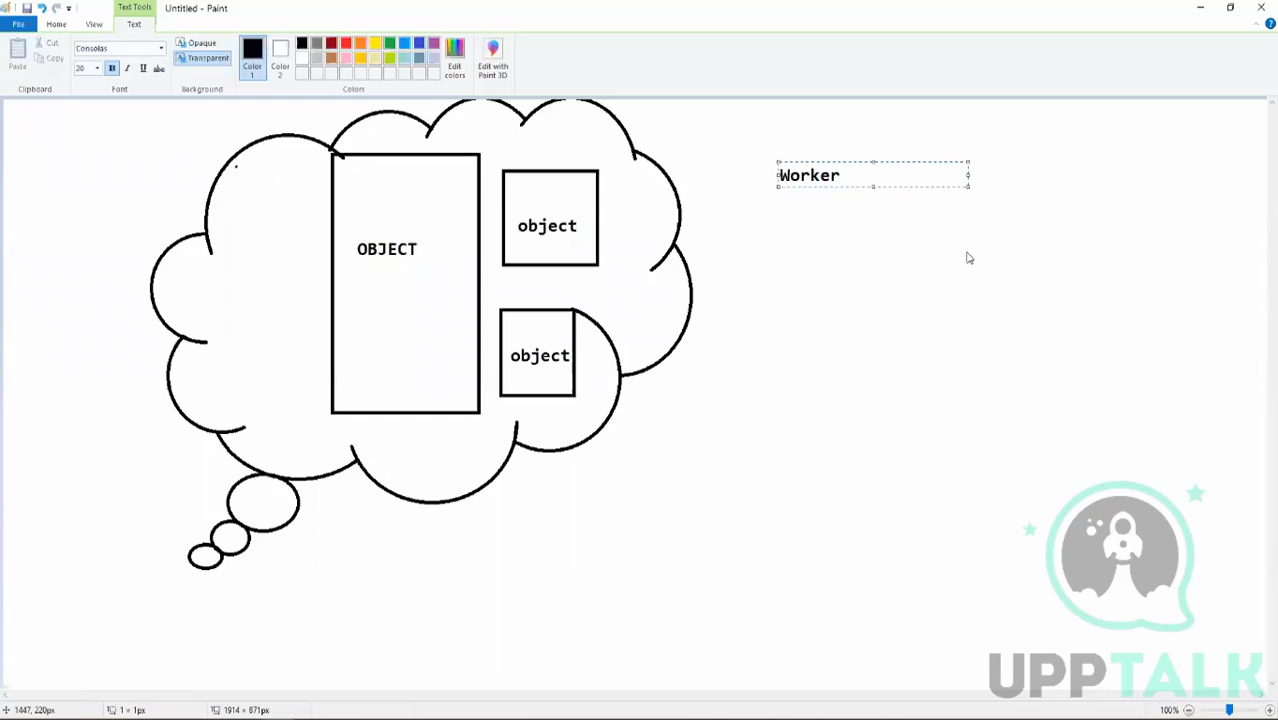 Text Tools
Untitled - Paint
File
Home
View
Text
Paste
Cut
Copy
Clipboard
Consolas
20
B
I
U
abc
Font
Opaque
Transparent
Background
Color
1
Color
2
Edit
colors
Colors
Edit with
Paint 3D
OBJECT
object
object
Worker
UPPTALK
1447, 220px
1 × 1px
1914 × 871px
100%